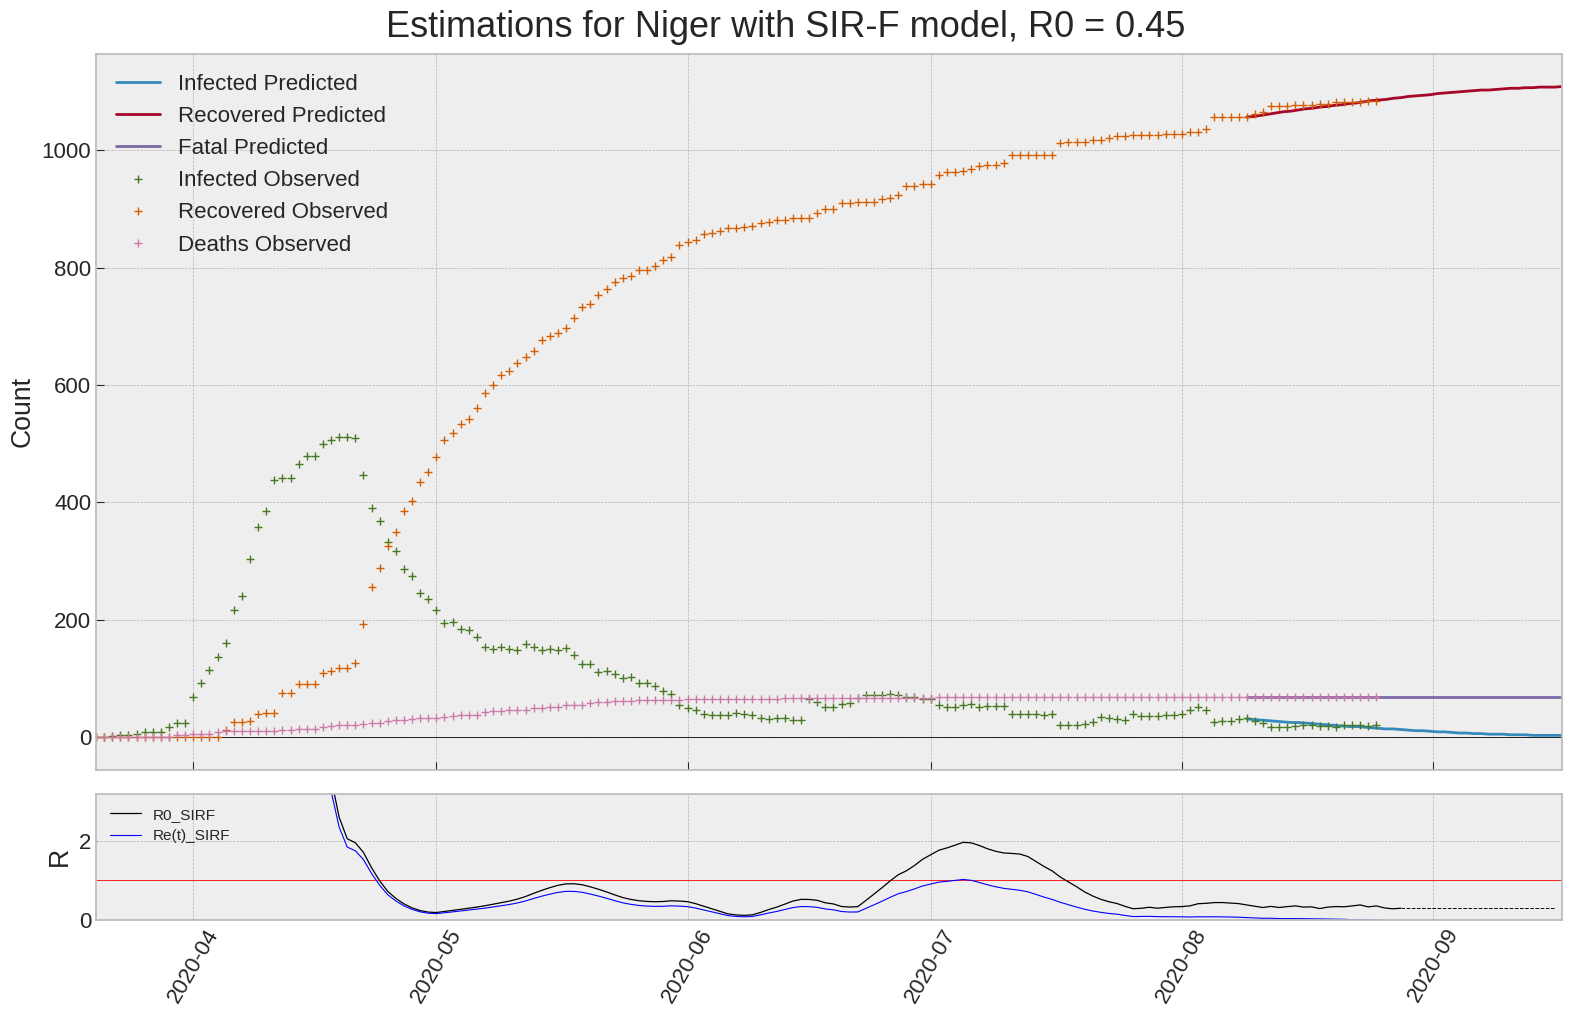 Estimations for Niger with SIR-F model, R0 = 0.45
Infected Predicted
Recovered Predicted
Fatal Predicted
Infected Observed
Recovered Observed
Deaths Observed
1000
800
600
400
200
0
Count
R0_SIRF
Re(t)_SIRF
2
0
R
2020-04
2020-05
2020-06
2020-07
2020-08
2020-09